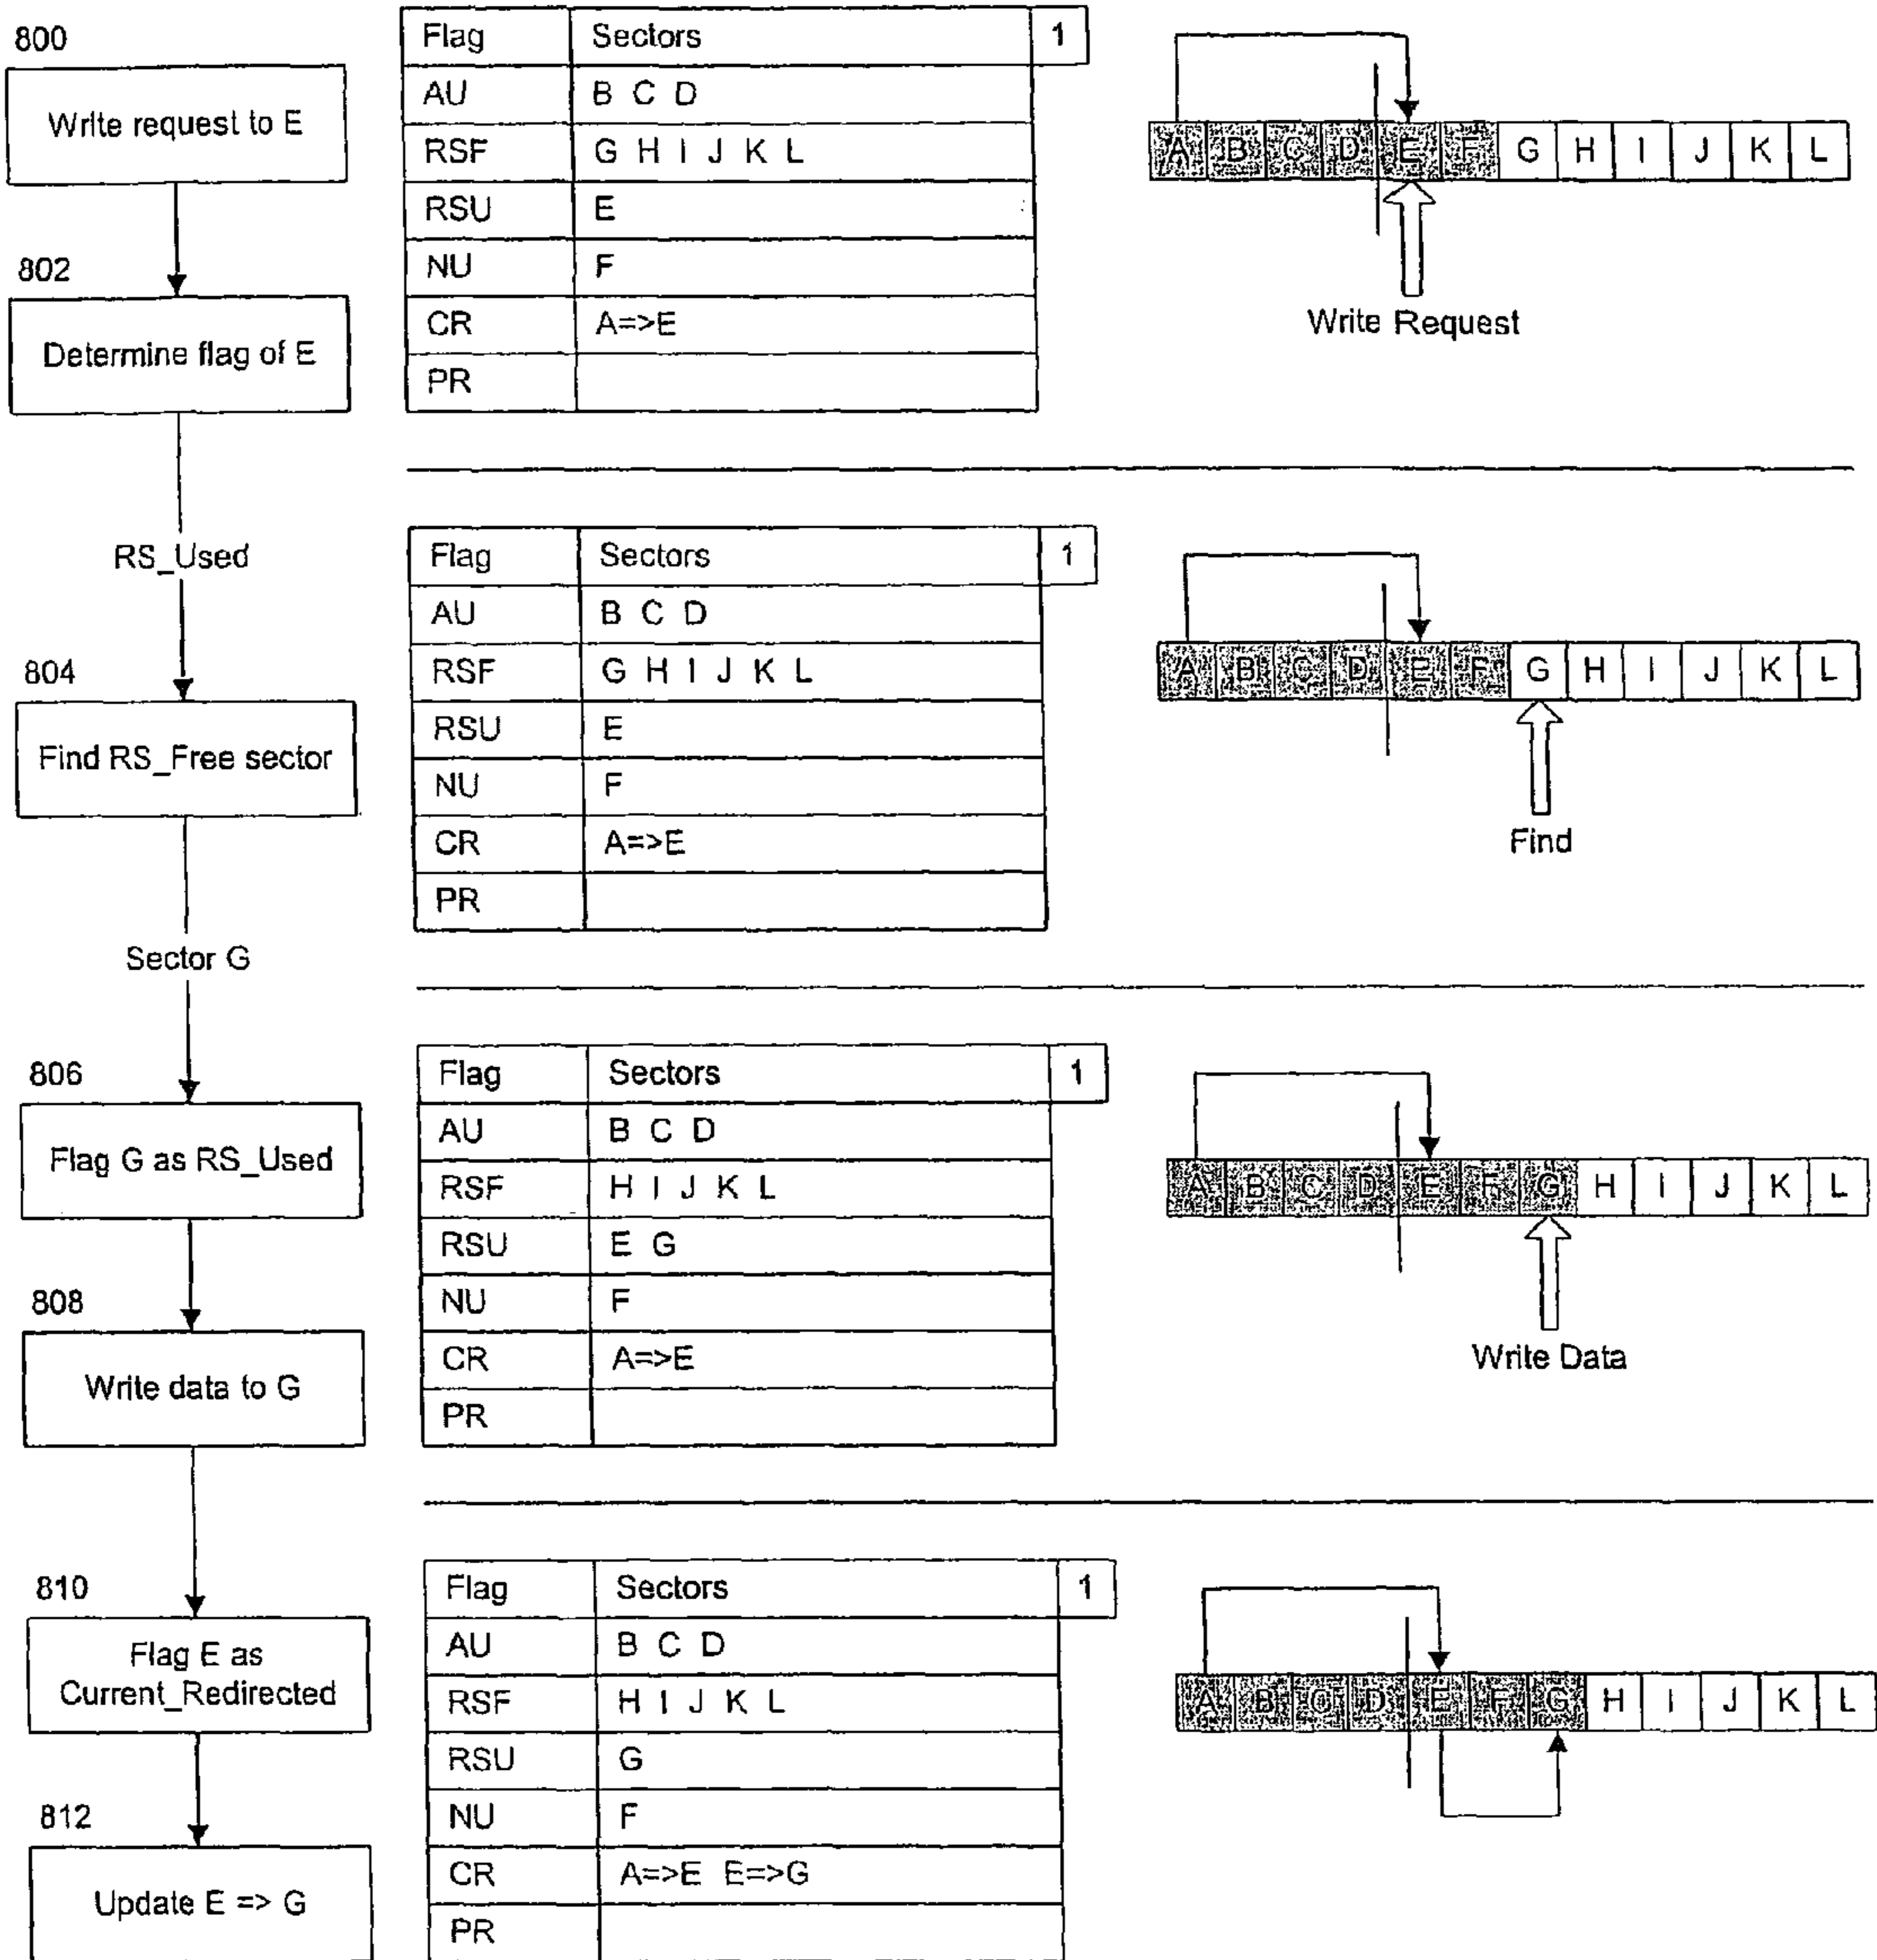 800
Write request to E
802
Determine flag of E
RS_Used
804
Find RS_Free sector
Sector G
806
Flag G as RS_Used
808
Write data to G
810
Flag E as
Current_Redirected
812
Update E => G
Flag Sectors 1
AU B C D
RSF G H I J K L
RSU E
NU F
CR A=>E
PR
A B C D E F G H I J K L
Write Request
Flag Sectors 1
AU B C D
RSF G H I J K L
RSU E
NU F
CR A=>E
PR
A B C D E F G H I J K L
Find
Flag Sectors 1
AU B C D
RSF H I J K L
RSU E G
NU F
CR A=>E
PR
A B C D E F G H I J K L
Write Data
Flag Sectors 1
AU B C D
RSF H I J K L
RSU G
NU F
CR A=>E E=>G
PR
A B C D E F G H I J K L